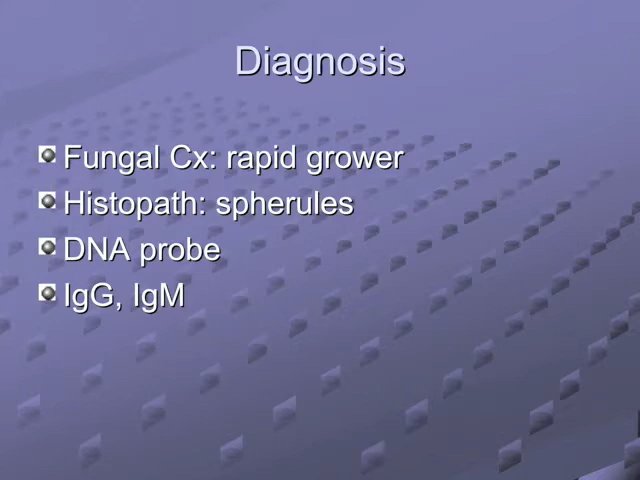 Diagnosis
Fungal Cx: rapid grower
Histopath: spherules
DNA probe
IgG, IgM